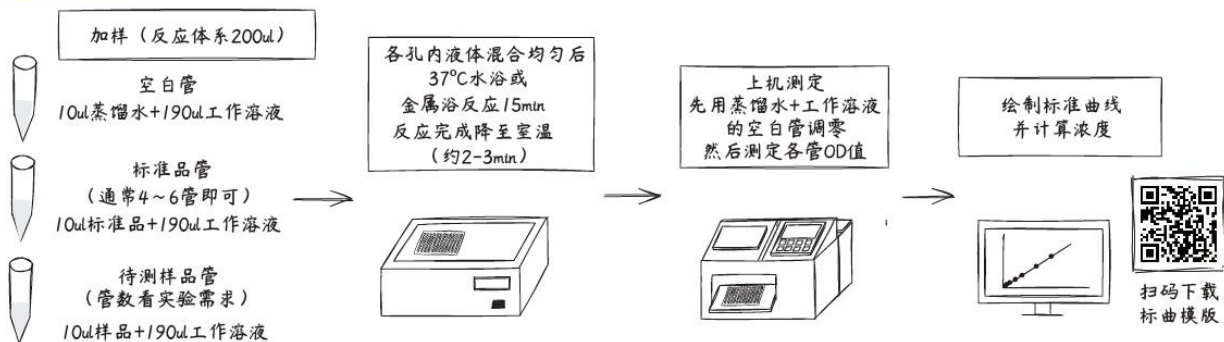 加样（反应体系200ul）
空白管
10ul蒸馏水+190ul工作溶液
标准品管
（通常4～6管即可）
10ul标准品+190ul工作溶液
待测样品管
（管数看实验需求）
10ul样品+190ul工作溶液
各孔内液体混合均匀后
37℃水浴或
金属浴反应15min
反应完成降至室温
（约2-3min）
上机测定
先用蒸馏水+工作溶液
的空白管调零
然后测定各管OD值
绘制标准曲线
并计算浓度
扫码下载
标曲模版